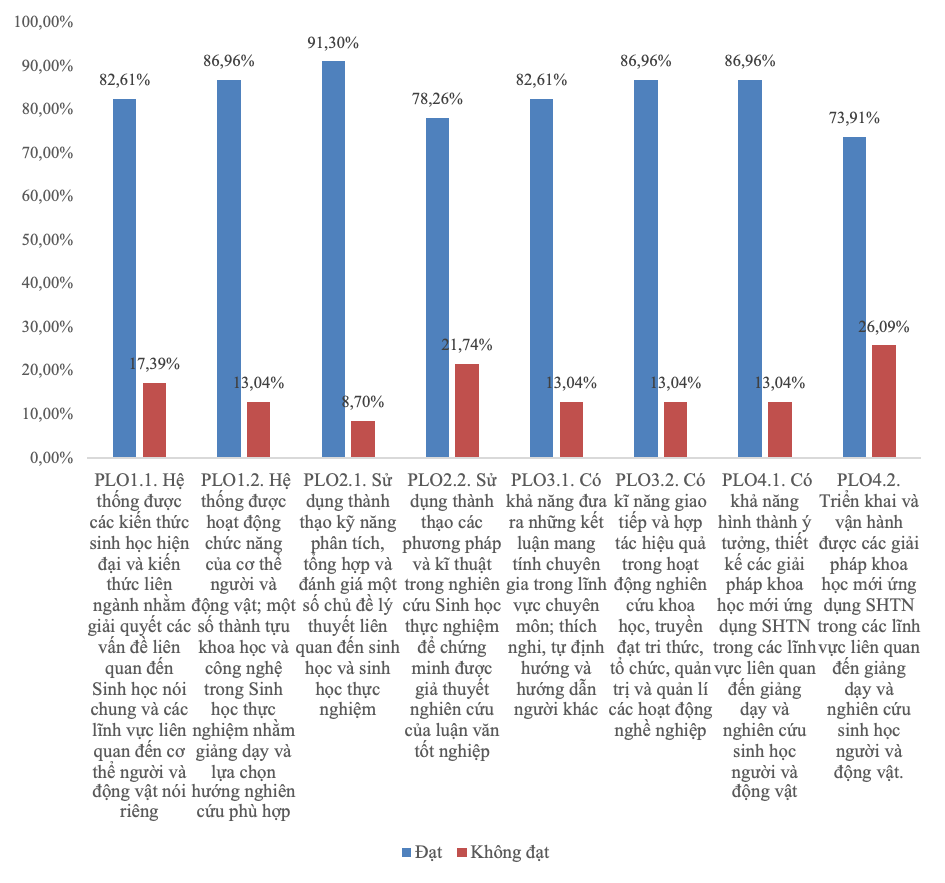 100,00%
90,00%
80,00%
70,00%
60,00%
50,00%
40,00%
30,00%
20,00%
10,00%
0,00%
82,61%
17,39%
86,96%
13,04%
91,30%
8,70%
78,26%
21,74%
82,61%
13,04%
86,96%
13,04%
86,96%
13,04%
73,91%
26,09%
PLO1.1. Hệ
thống được
các kiến thức
sinh học hiện
đại và kiến
thức liên
ngành nhằm
giải quyết các
vấn đề liên
quan đến
Sinh học nói
chung và các
lĩnh vực liên
quan đến cơ
thể người và
động vật nói
riêng
PLO1.2. Hệ
thống được
hoạt động
chức năng
của cơ thể
người và
động vật; một
số thành tựu
khoa học và
công nghệ
trong Sinh
học thực
nghiệm nhằm
giảng dạy và
lựa chọn
hướng nghiên
cứu phù hợp
PLO2.1. Sử
dụng thành
thạo kỹ năng
phân tích,
tổng hợp và
đánh giá một
số chủ đề lý
thuyết liên
quan đến sinh
học và sinh
học thực
nghiệm
PLO2.2. Sử
dụng thành
thạo các
phương pháp
và kĩ thuật
trong nghiên
cứu Sinh học
thực nghiệm
để chứng
minh được
giả thuyết
nghiên cứu
của luận văn
tốt nghiệp
PLO3.1. Có
khả năng đưa
ra những kết
luận mang
tính chuyên
gia trong lĩnh
vực chuyên
môn; thích
nghi, tự định
hướng và
hướng dẫn
người khác
PLO3.2. Có
kĩ năng giao
tiếp và hợp
tác hiệu quả
trong hoạt
động nghiên
cứu khoa
học, truyền
đạt tri thức,
tổ chức, quản
trị và quản lí
các hoạt động
nghề nghiệp
PLO4.1. Có
khả năng
hình thành ý
tưởng, thiết
kế các giải
pháp khoa
học mới ứng
dụng SHTN
trong các lĩnh
vực liên quan
đến giảng
dạy và
nghiên cứu
sinh học
người và
động vật
PLO4.2.
Triển khai và
vận hành
được các giải
pháp khoa
học mới ứng
dụng SHTN
trong các lĩnh
vực liên quan
đến giảng
dạy và
nghiên cứu
sinh học
người và
động vật.
Đạt
Không đạt